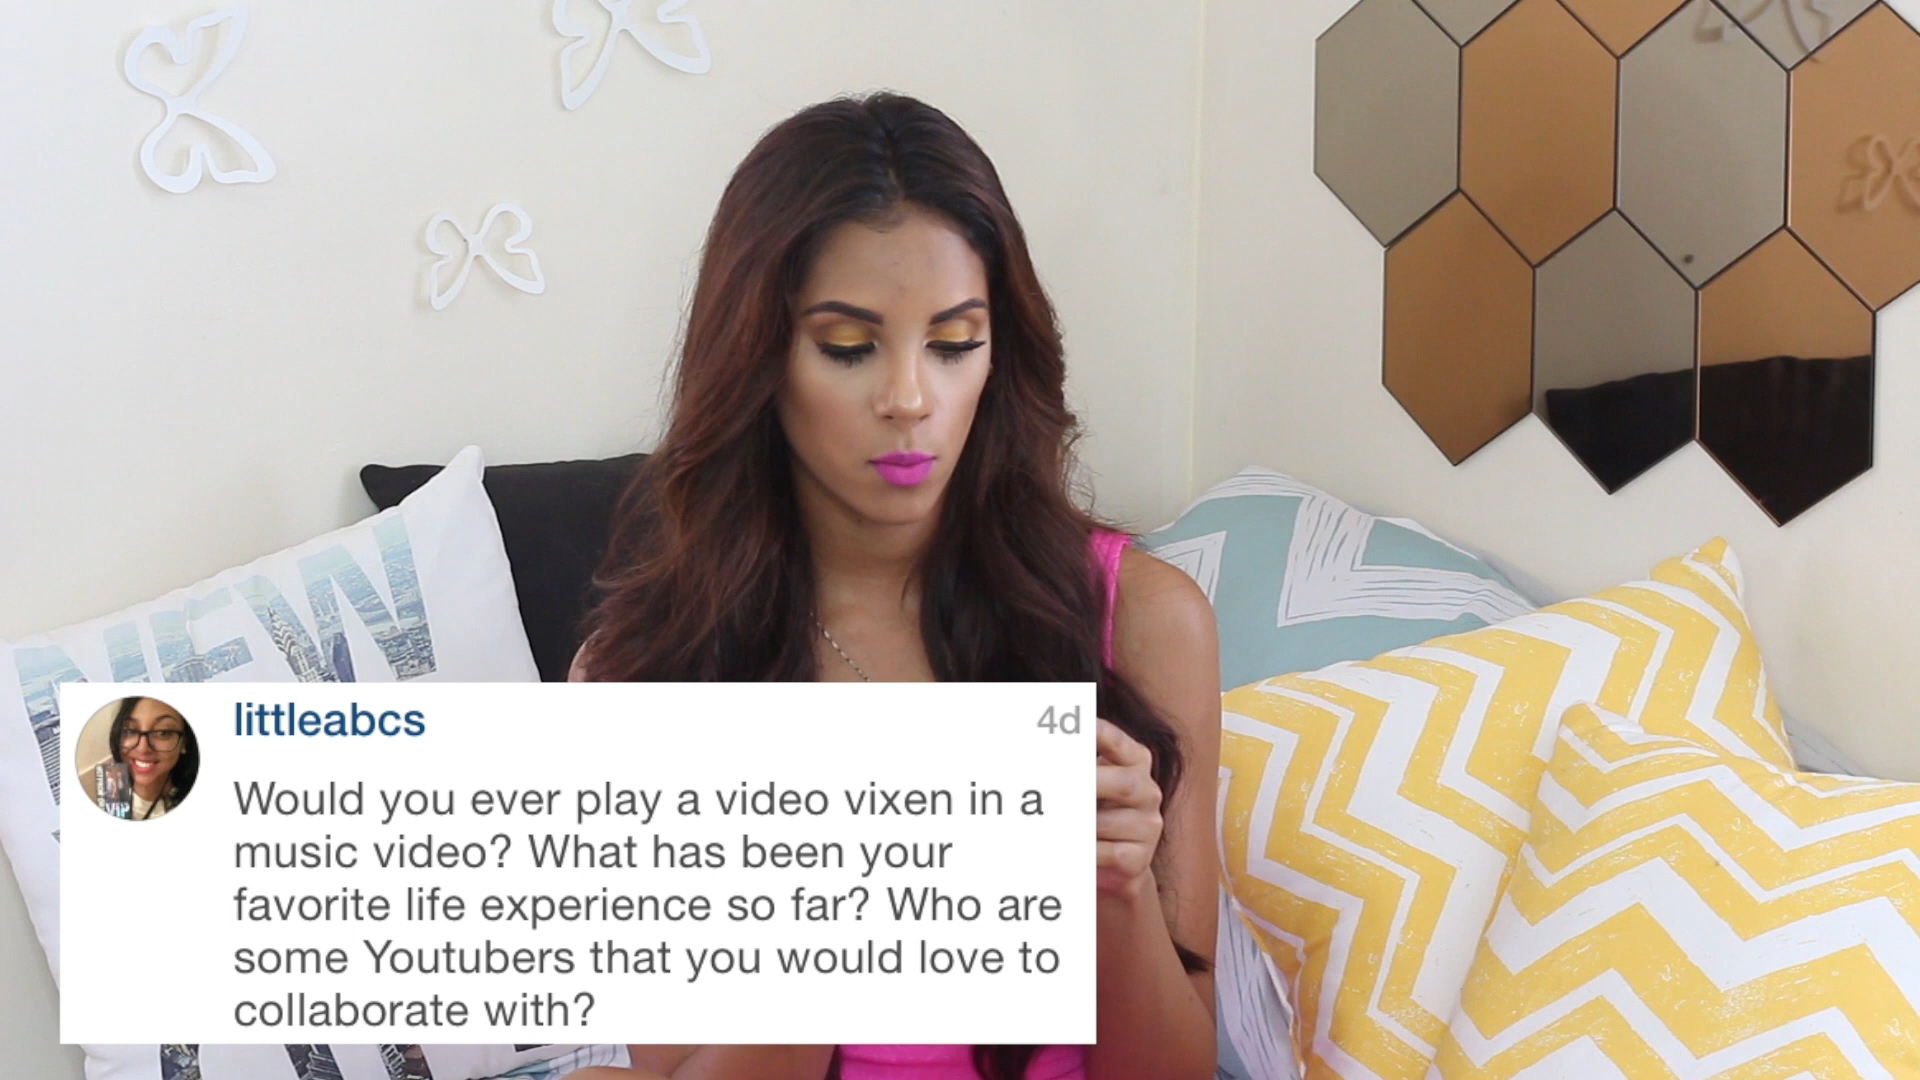 NEW
littleabcs
4d
Would you ever play a video vixen in a
music video? What has been your
favorite life experience so far? Who are
some Youtubers that you would love to
collaborate with?